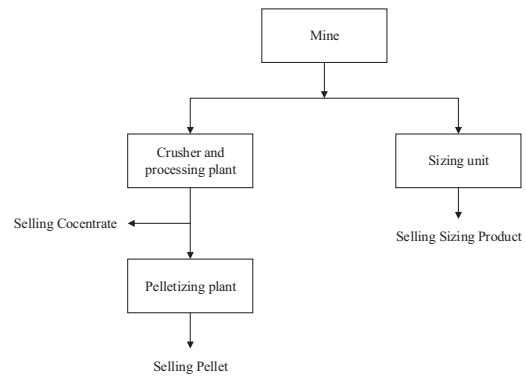 Mine
Crusher and
processing plant
Sizing unit
Selling Cocentrate
Selling Sizing Product
Pelletizing plant
Selling Pellet